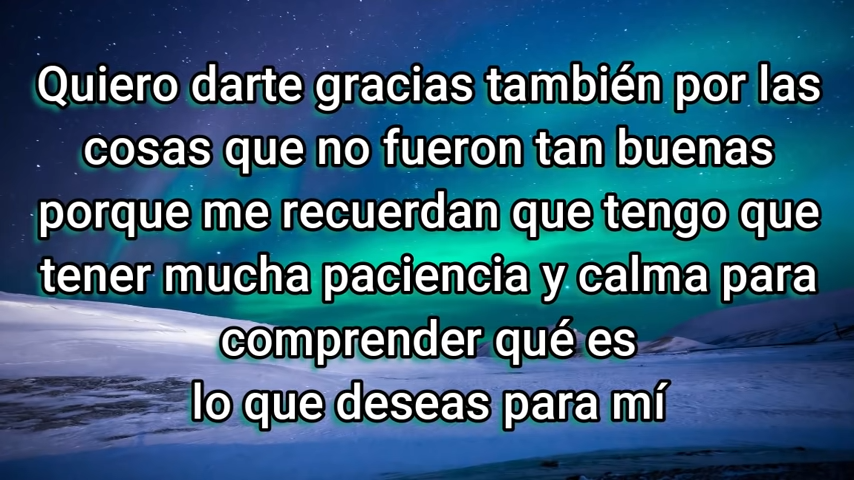 Quiero darte gracias también por las
cosas que no fueron tan buenas
porque me recuerdan que tengo que
tener mucha paciencia y calma para
comprender qué es
lo que deseas para mí